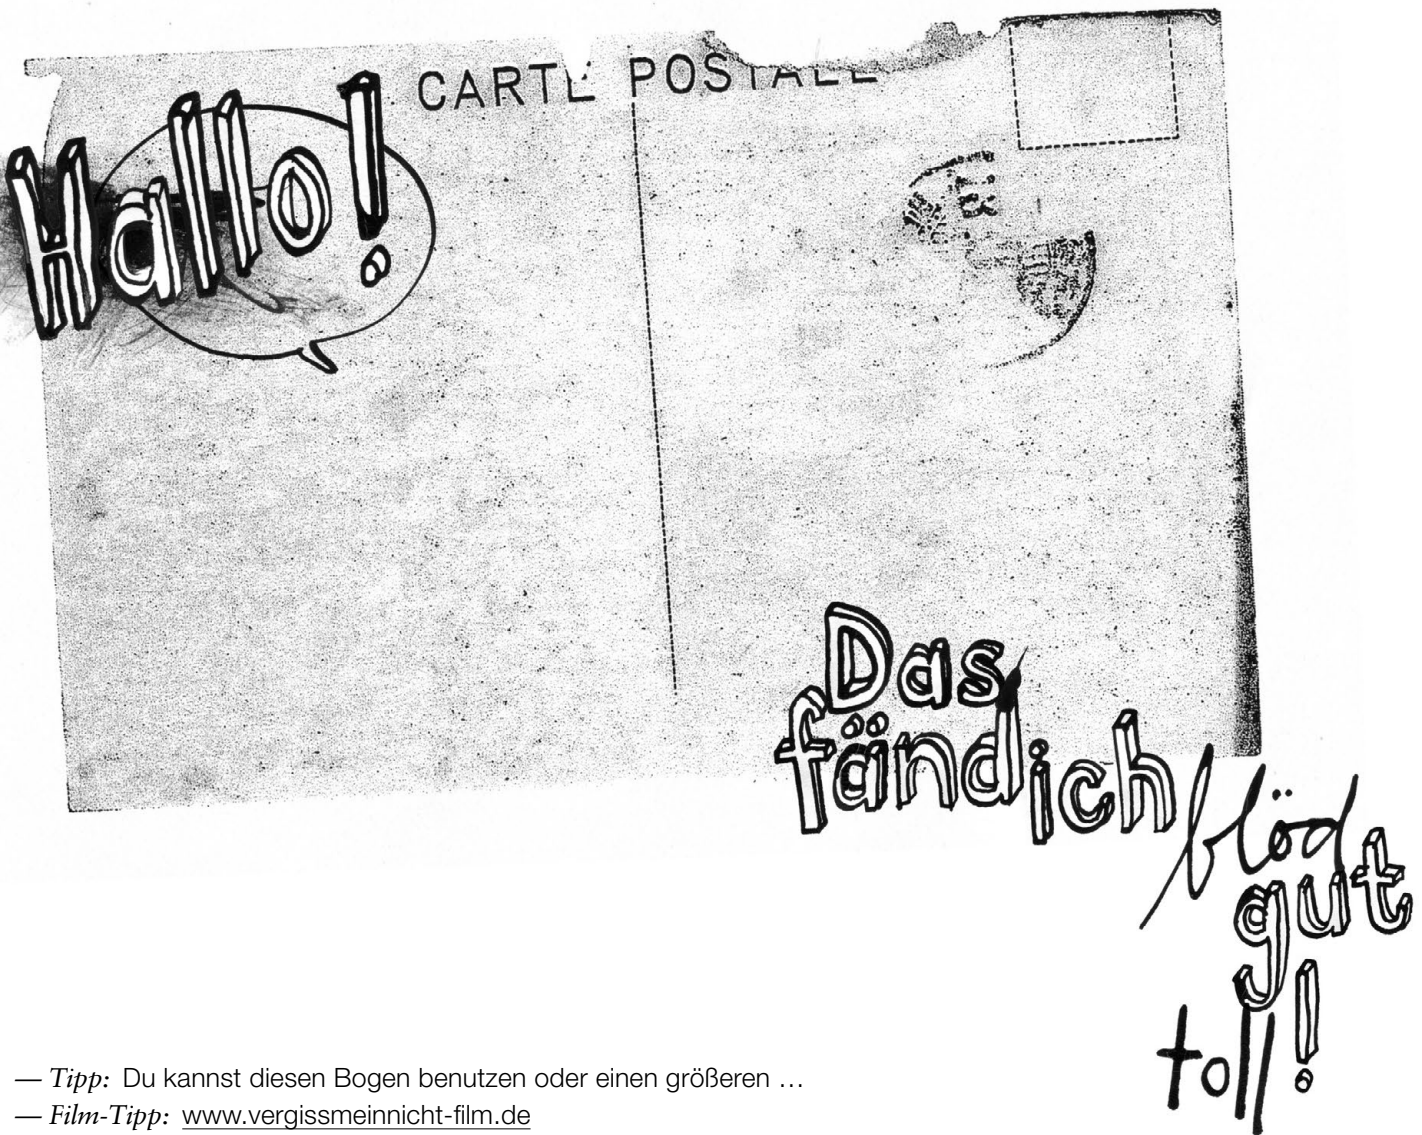 CARTE POSTALE
Hallo!
Das
fänd ich
blöd
gut
toll!
— Tipp: Du kannst diesen Bogen benutzen oder einen größeren …
— Film-Tipp: www.vergissmeinnicht-film.de